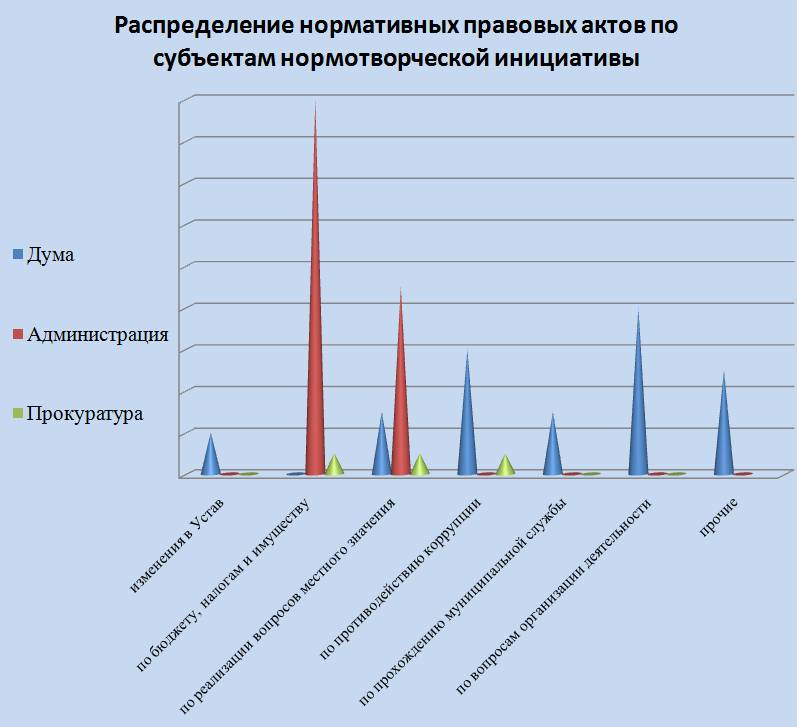 Распределение нормативных правовых актов по
субъектам нормотворческой инициативы
Дума
Администрация
Прокуратура
изменения в Устав
по бюджету, налогам и имуществу
по реализации вопросов местного значения
по противодействию коррупции
по прохождению муниципальной службы
по вопросам организации деятельности
прочие